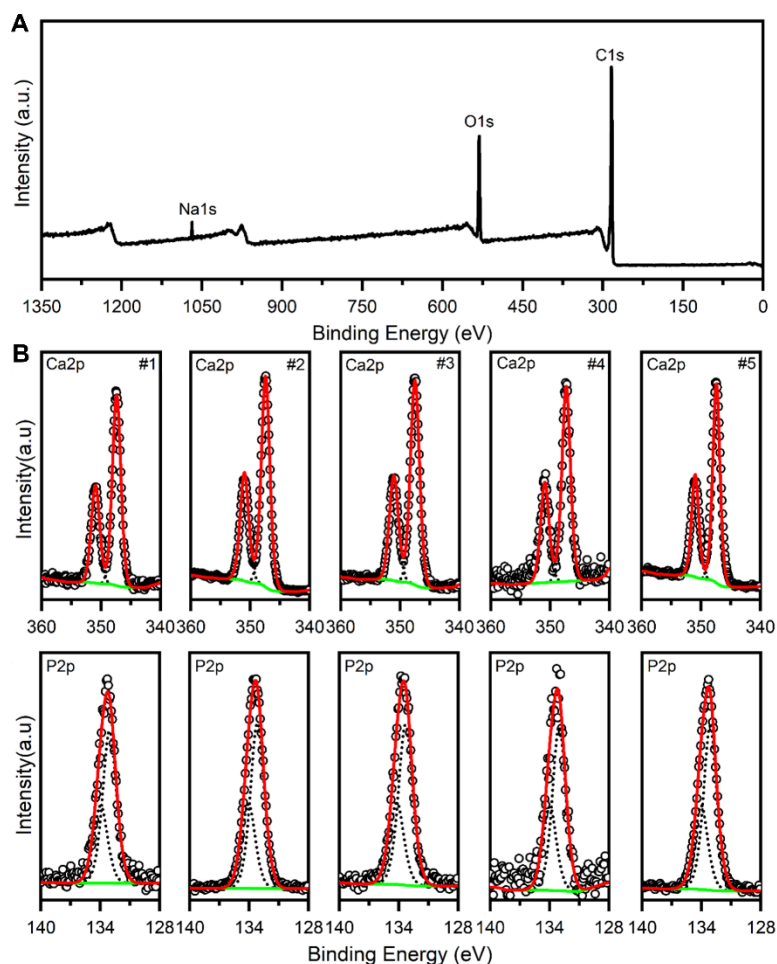 A
Intensity (a.u.)
C1s
O1s
Na1s
1350 1200 1050 900 750 600 450 300 150 0
Binding Energy (eV)
B
Ca2p #1 Ca2p #2 Ca2p #3 Ca2p #4 Ca2p #5
Intensity(a.u)
360 350 340 360 350 340 360 350 340 360 350 340 360 350 340
P2p P2p P2p P2p P2p
Intensity(a.u)
140 134 128 140 134 128 140 134 128 140 134 128 140 134 128
Binding Energy (eV)